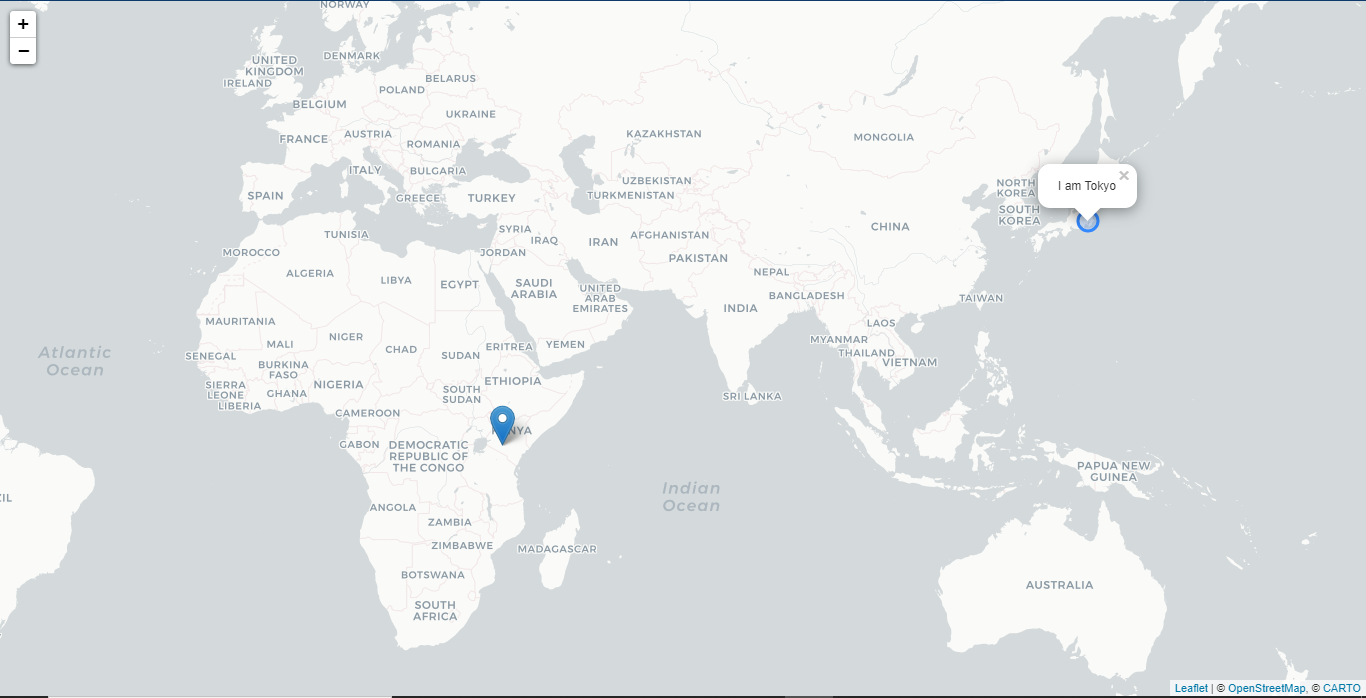 +
−
NORWAY
UNITED
KINGDOM
IRELAND
DENMARK
BELARUS
POLAND
BELGIUM
UKRAINE
FRANCE
AUSTRIA
ROMANIA
ITALY
BULGARIA
SPAIN
GREECE
TURKEY
KAZAKHSTAN
MONGOLIA
UZBEKISTAN
TURKMENISTAN
NORTH
KOREA
SOUTH
KOREA
I am Tokyo
×
TUNISIA
SYRIA
IRAQ
IRAN
AFGHANISTAN
CHINA
MOROCCO
JORDAN
PAKISTAN
ALGERIA
LIBYA
EGYPT
SAUDI
ARABIA
UNITED
ARAB
EMIRATES
NEPAL
BANGLADESH
INDIA
TAIWAN
MAURITANIA
MALI
NIGER
CHAD
SUDAN
ERITREA
YEMEN
LAOS
MYANMAR
THAILAND
VIETNAM
Atlantic
Ocean
SENEGAL
BURKINA
FASO
SIERRA
LEONE
LIBERIA
GHANA
NIGERIA
SOUTH
SUDAN
ETHIOPIA
SRI LANKA
CAMEROON
NYA
GABON
DEMOCRATIC
REPUBLIC OF
THE CONGO
PAPUA NEW
GUINEA
Indian
Ocean
ZIL
ANGOLA
ZAMBIA
ZIMBABWE
MADAGASCAR
BOTSWANA
AUSTRALIA
SOUTH
AFRICA
Leaflet | © OpenStreetMap, © CARTO